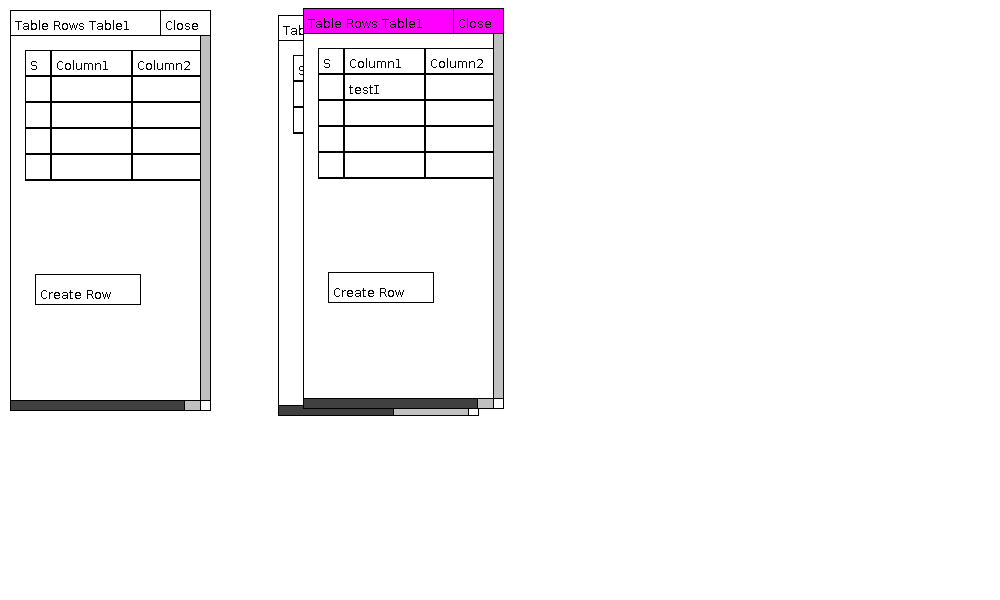 Table Rows Table1 Close
S Column1 Column2
Create Row
Tab
S
Table Rows Table1 Close
S Column1 Column2
testI
Create Row